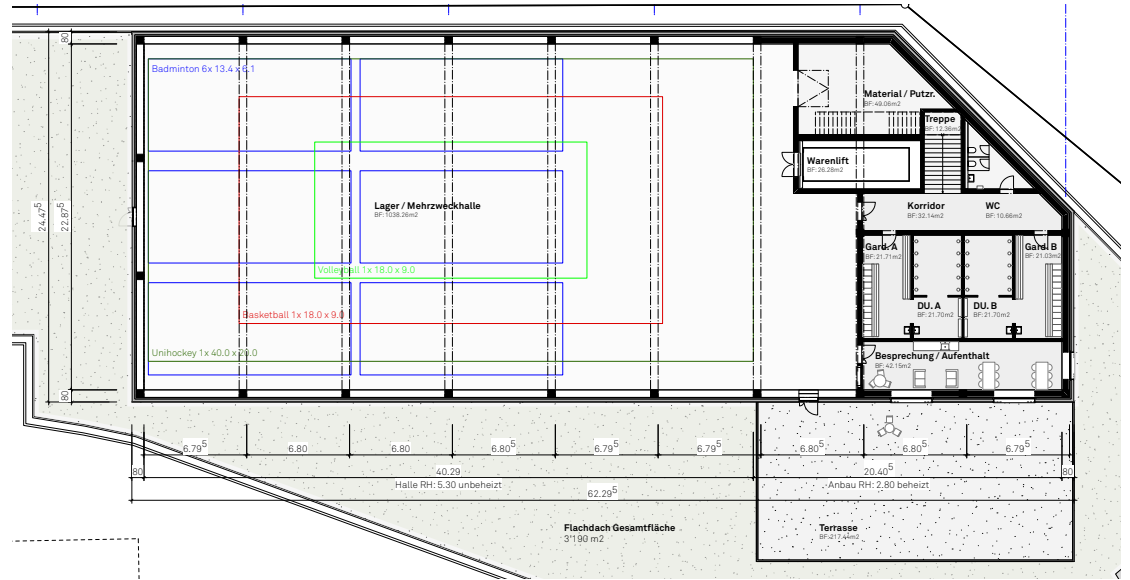 80
Badminton 6x 13.4 x 6.1
Material / Putzr.
BF: 49.06m2
Treppe
BF: 12.36m2
Warenlift
BF: 26.28m2
24.47⁵
22.87⁵
Lager / Mehrzweckhalle
BF: 1038.26m2
Korridor
BF: 32.14m2
WC
BF: 10.66m2
Gard. A
BF: 21.71m2
Gard. B
BF: 21.03m2
Volleyball 1x 18.0 x 9.0
DU. A
BF: 21.70m2
DU. B
BF: 21.70m2
Basketball 1x 18.0 x 9.0
Unihockey 1x 40.0 x 20.0
Besprechung / Aufenthalt
BF: 42.15m2
80
6.79⁵
6.80
6.80
6.80⁵
6.79⁵
6.80
6.80⁵
6.80⁵
6.79⁵
80
40.29
20.40⁵
80
Halle RH: 5.30 unbeheizt
Anbau RH: 2.80 beheizt
62.29⁵
Flachdach Gesamtfläche
3'190 m2
Terrasse
BF: 217.44m2